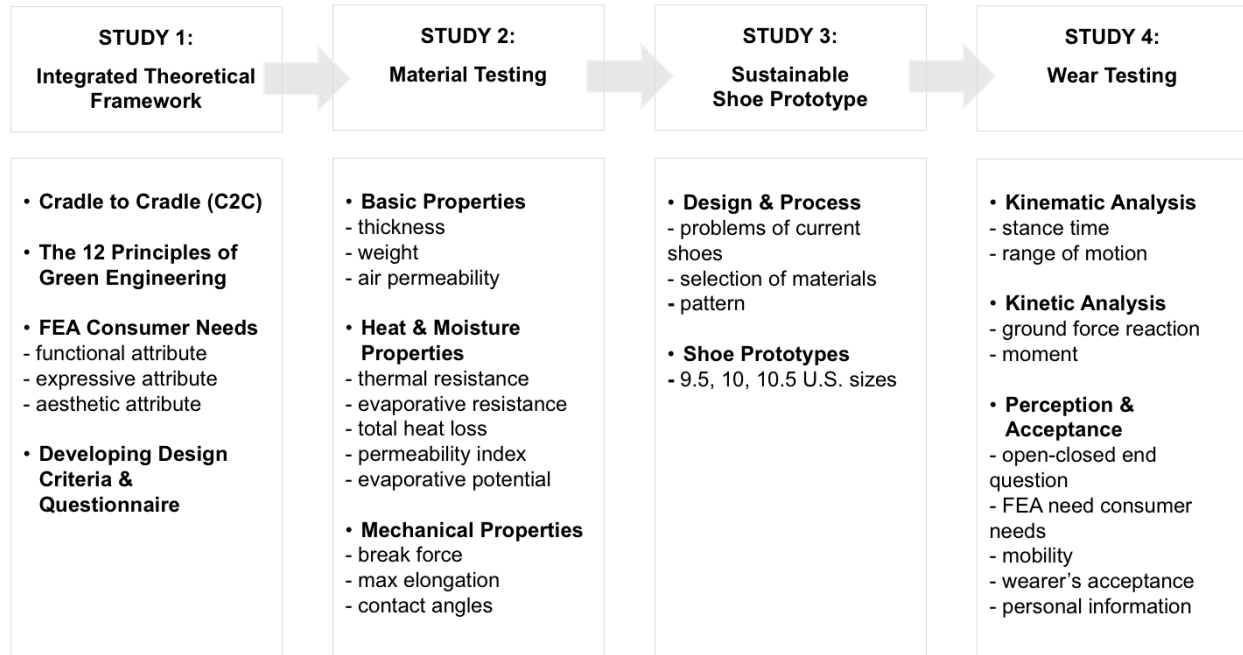 STUDY 1:
Integrated Theoretical
Framework
• Cradle to Cradle (C2C)
• The 12 Principles of
Green Engineering
• FEA Consumer Needs
- functional attribute
- expressive attribute
- aesthetic attribute
• Developing Design
Criteria &
Questionnaire
STUDY 2:
Material Testing
• Basic Properties
- thickness
- weight
- air permeability
• Heat & Moisture
Properties
- thermal resistance
- evaporative resistance
- total heat loss
- permeability index
- evaporative potential
• Mechanical Properties
- break force
- max elongation
- contact angles
STUDY 3:
Sustainable
Shoe Prototype
• Design & Process
- problems of current
shoes
- selection of materials
- pattern
• Shoe Prototypes
- 9.5, 10, 10.5 U.S. sizes
STUDY 4:
Wear Testing
• Kinematic Analysis
- stance time
- range of motion
• Kinetic Analysis
- ground force reaction
- moment
• Perception &
Acceptance
- open-closed end
question
- FEA need consumer
needs
- mobility
- wearer's acceptance
- personal information